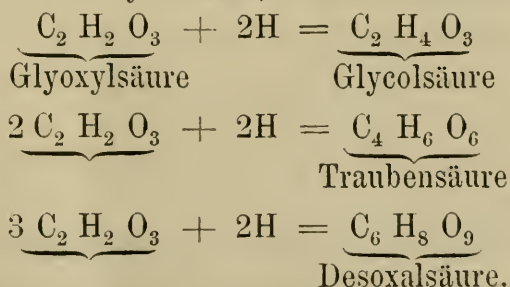 C₂ H₂ O₃ + 2H = C₂ H₄ O₃
Glyoxylsäure Glycolsäure
2 C₂ H₂ O₃ + 2H = C₄ H₆ O₆
Traubensäure
3 C₂ H₂ O₃ + 2H = C₆ H₈ O₉
Desoxalsäure.